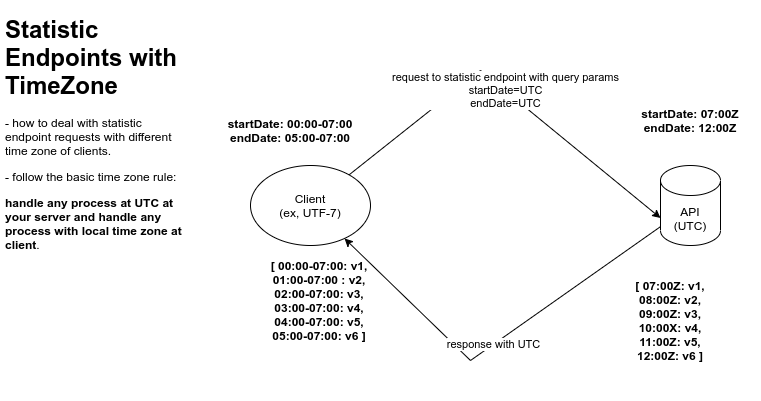 Statistic
Endpoints with
TimeZone
- how to deal with statistic
endpoint requests with different
time zone of clients.
- follow the basic time zone rule:
handle any process at UTC at
your server and handle any
process with local time zone at
client.
request to statistic endpoint with query params
startDate=UTC
endDate=UTC
startDate: 00:00-07:00
endDate: 05:00-07:00
startDate: 07:00Z
endDate: 12:00Z
Client
(ex, UTF-7)
API
(UTC)
[ 00:00-07:00: v1,
01:00-07:00 : v2,
02:00-07:00: v3,
03:00-07:00: v4,
04:00-07:00: v5,
05:00-07:00: v6 ]
[ 07:00Z: v1,
08:00Z: v2,
09:00Z: v3,
10:00X: v4,
11:00Z: v5,
12:00Z: v6 ]
response with UTC